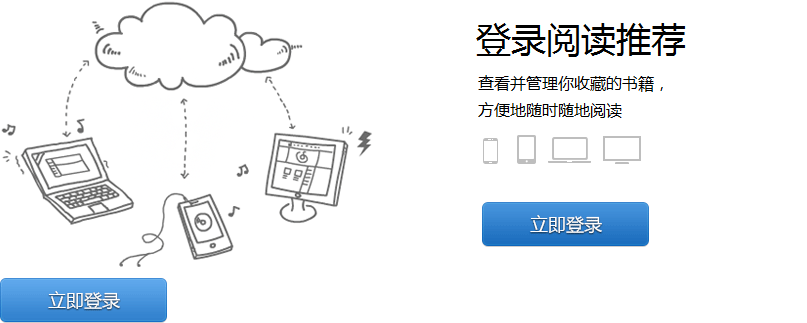 登录阅读推荐
查看并管理你收藏的书籍，
方便地随时随地阅读
立即登录
立即登录